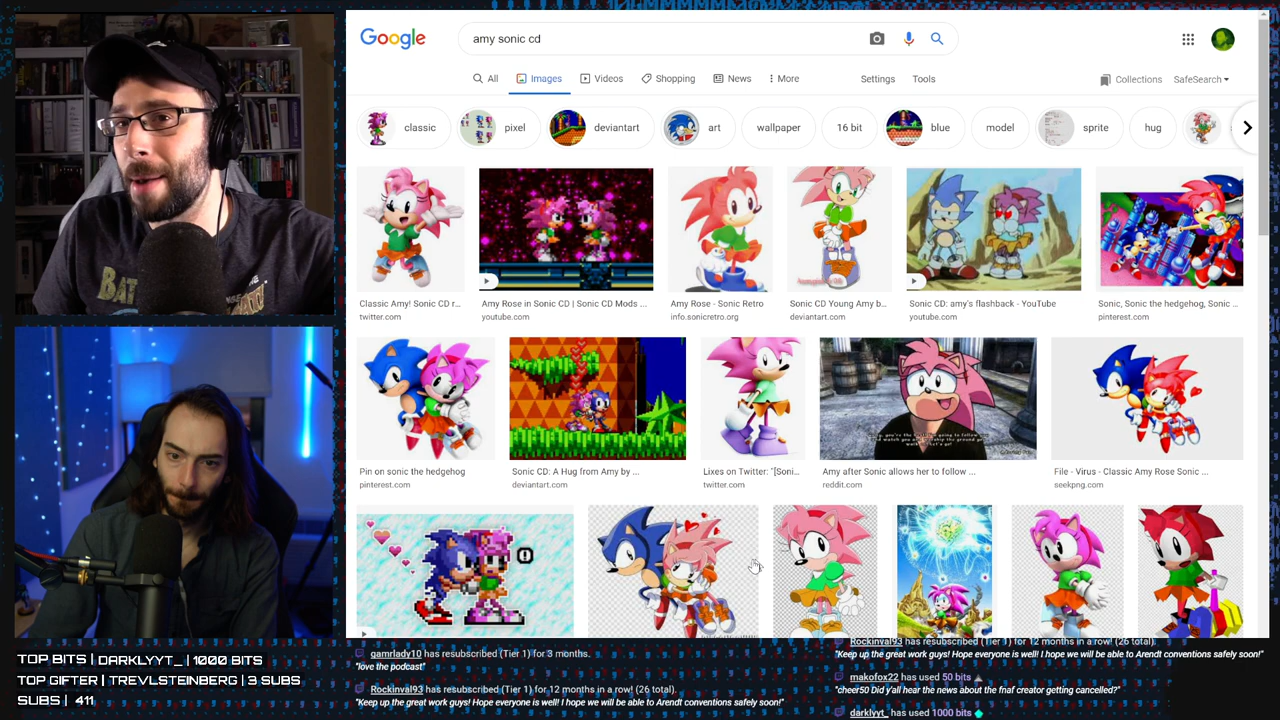 BAT
Google
amy sonic cd
All
Images
Videos
Shopping
News
More
Settings
Tools
Collections
SafeSearch
classic
pixel
deviantart
art
wallpaper
16 bit
blue
model
sprite
hug
Classic Amy! Sonic CD r...
twitter.com
Amy Rose in Sonic CD | Sonic CD Mods ...
youtube.com
Amy Rose - Sonic Retro
info.sonicretro.org
Sonic CD Young Amy b...
deviantart.com
Sonic CD: amy's flashback - YouTube
youtube.com
Sonic, Sonic the hedgehog, Sonic ...
pinterest.com
Pin on sonic the hedgehog
pinterest.com
Sonic CD: A Hug from Amy by ...
deviantart.com
Lixes on Twitter: "[Soni...
twitter.com
Amy after Sonic allows her to follow ...
reddit.com
File - Virus - Classic Amy Rose Sonic ...
seekpng.com
TOP BITS | DARKLYYT_ | 1000 BITS
TOP GIFTER | TREVLSTEINBERG | 3 SUBS
SUBS | 411
oamrlady10 has resubscribed (Tier 1) for 3 months.
"love the podcast"
Rockinval93 has resubscribed (Tier 1) for 12 months in a row! (26 total).
"Keep up the great work guys! Hope everyone is well! I hope we will be able to Arendt conventions safely soon!"
Rockinval93 has resubscribed (Tier 1) for 12 months in a row! (26 total).
"Keep up the great work guys! Hope everyone is well! I hope we will be able to Arendt conventions safely soon!"
makofox22 has used 50 bits
"cheer50 Did y'all hear the news about the fnaf creator getting cancelled?"
darklyyt_ has used 1000 bits